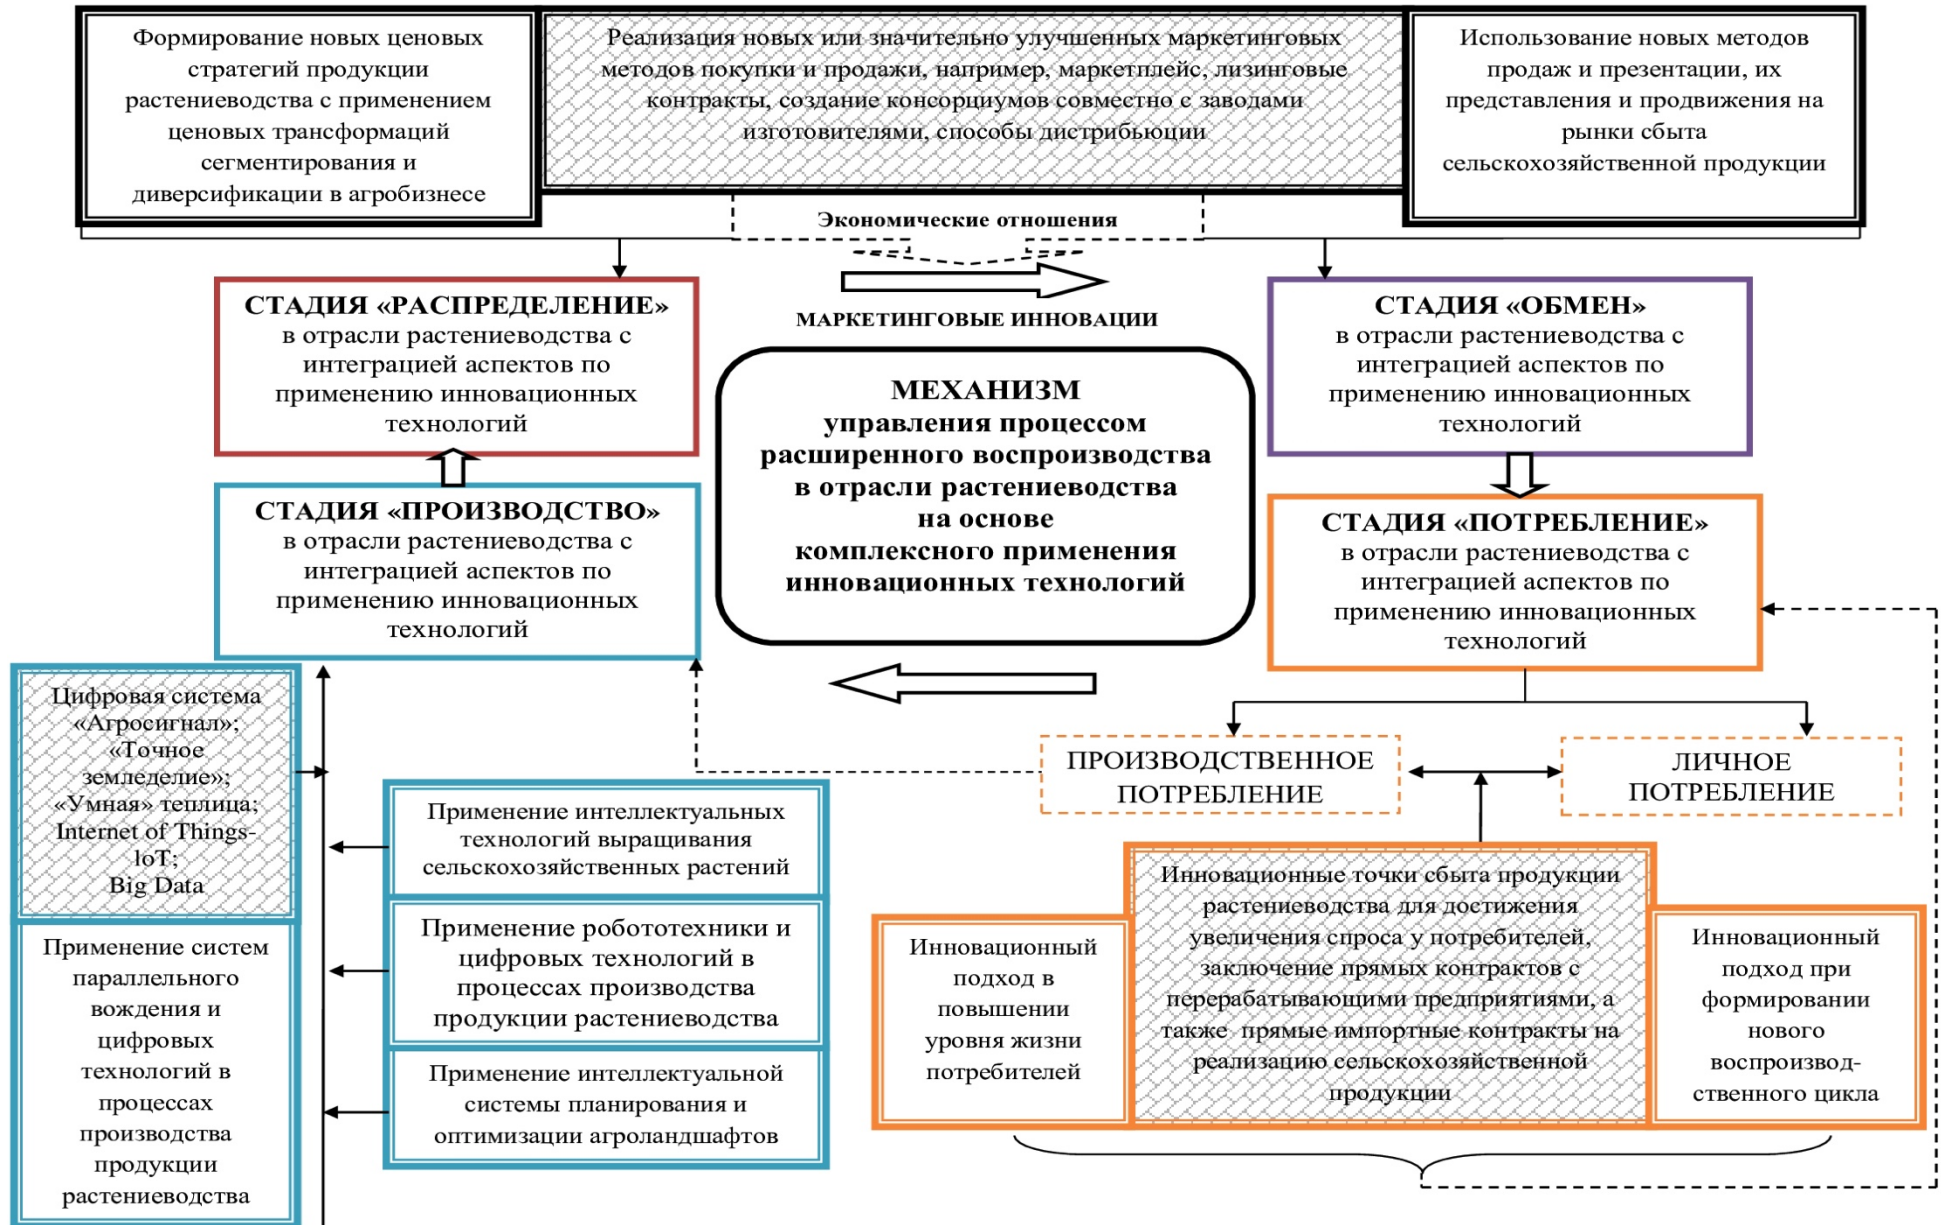 Формирование новых ценовых
стратегий продукции
растениеводства с применением
ценовых трансформаций
сегментирования и
диверсификации в агробизнесе
Реализация новых или значительно улучшенных маркетинговых
методов покупки и продажи, например, маркетплейс, лизинговые
контракты, создание консорциумов совместно с заводами
изготовителями, способы дистрибьюции
Использование новых методов
продаж и презентации, их
представления и продвижения на
рынки сбыта
сельскохозяйственной продукции
Экономические отношения
СТАДИЯ «РАСПРЕДЕЛЕНИЕ»
в отрасли растениеводства с
интеграцией аспектов по
применению инновационных
технологий
МАРКЕТИНГОВЫЕ ИННОВАЦИИ
СТАДИЯ «ОБМЕН»
в отрасли растениеводства с
интеграцией аспектов по
применению инновационных
технологий
МЕХАНИЗМ
управления процессом
расширенного воспроизводства
в отрасли растениеводства
на основе
комплексного применения
инновационных технологий
СТАДИЯ «ПРОИЗВОДСТВО»
в отрасли растениеводства с
интеграцией аспектов по
применению инновационных
технологий
СТАДИЯ «ПОТРЕБЛЕНИЕ»
в отрасли растениеводства с
интеграцией аспектов по
применению инновационных
технологий
Цифровая система
«Агросигнал»;
«Точное
земледелие»;
«Умная» теплица;
Internet of Things-
IoT;
Big Data
Применение систем
параллельного
вождения и
цифровых
технологий в
процессах
производства
продукции
растениеводства
Применение интеллектуальных
технологий выращивания
сельскохозяйственных растений
Применение робототехники и
цифровых технологий в
процессах производства
продукции растениеводства
Применение интеллектуальной
системы планирования и
оптимизации агроландшафтов
ПРОИЗВОДСТВЕННОЕ
ПОТРЕБЛЕНИЕ
ЛИЧНОЕ
ПОТРЕБЛЕНИЕ
Инновационный
подход в
повышении
уровня жизни
потребителей
Инновационные точки сбыта продукции
растениеводства для достижения
увеличения спроса у потребителей,
заключение прямых контрактов с
перерабатывающими предприятиями, а
также прямые импортные контракты на
реализацию сельскохозяйственной
продукции
Инновационный
подход при
формировании
нового
воспроизвод-
ственного цикла